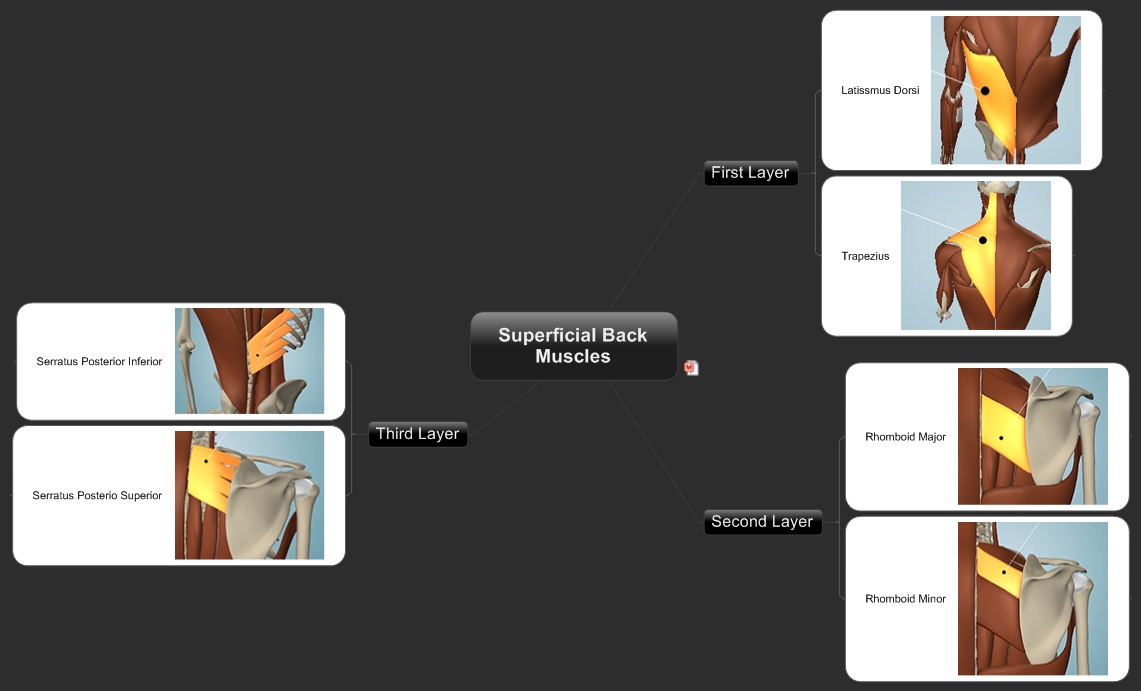 Superficial Back
Muscles
First Layer
Latissmus Dorsi
Trapezius
Second Layer
Rhomboid Major
Rhomboid Minor
Third Layer
Serratus Posterior Inferior
Serratus Posterio Superior